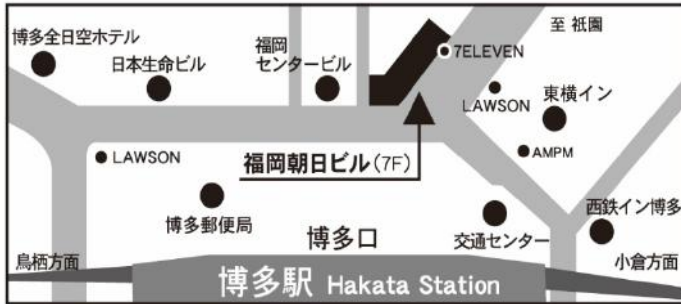 至 祇園
博多全日空ホテル
福岡
センタービル
日本生命ビル
7ELEVEN
LAWSON
東横イン
LAWSON
福岡朝日ビル(7F)
AMPM
博多郵便局
博多口
交通センター
西鉄イン博多
鳥栖方面
小倉方面
博多駅 Hakata Station